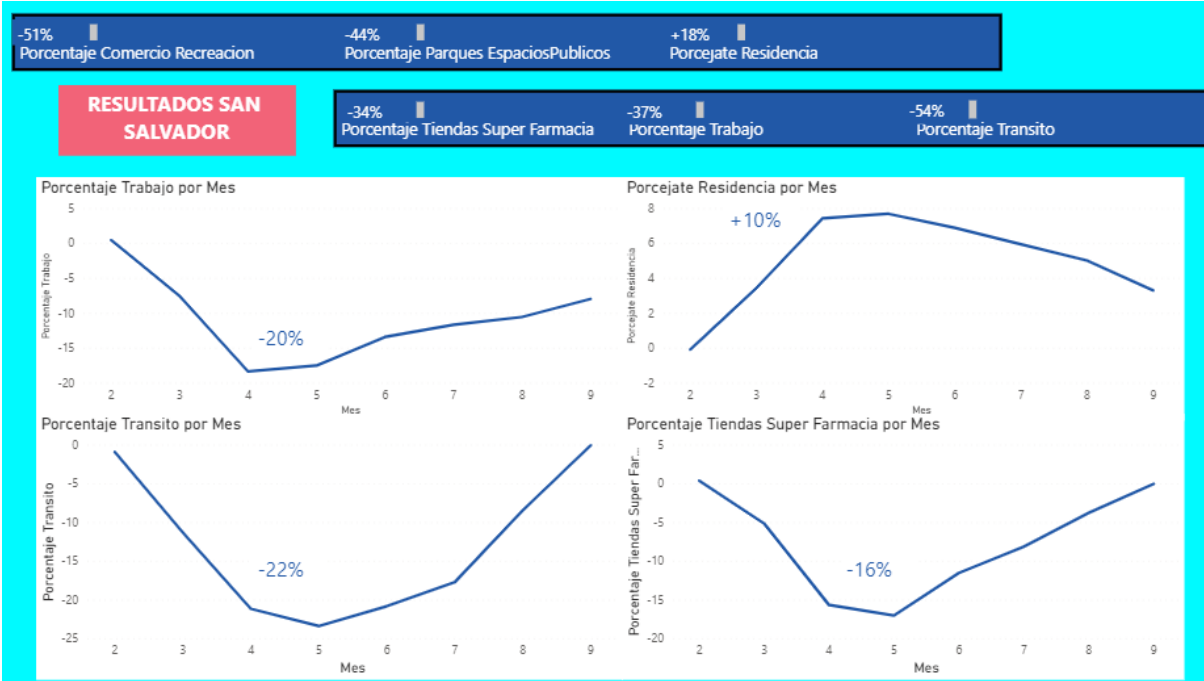 -51%
Porcentaje Comercio Recreacion
-44%
Porcentaje Parques EspaciosPublicos
+18%
Porcejate Residencia
RESULTADOS SAN
SALVADOR
-34%
Porcentaje Tiendas Super Farmacia
-37%
Porcentaje Trabajo
-54%
Porcentaje Transito
Porcentaje Trabajo por Mes
Porcentaje Trabajo
5
0
-5
-10
-15
-20
-20%
2 3 4 5 6 7 8 9
Mes
Porcejate Residencia por Mes
Porcejate Residencia
8
6
4
2
0
-2
+10%
2 3 4 5 6 7 8 9
Mes
Porcentaje Transito por Mes
Porcentaje Transito
0
-5
-10
-15
-20
-25
-22%
2 3 4 5 6 7 8 9
Mes
Porcentaje Tiendas Super Farmacia por Mes
Porcentaje Tiendas Super Far...
5
0
-5
-10
-15
-20
-16%
2 3 4 5 6 7 8 9
Mes